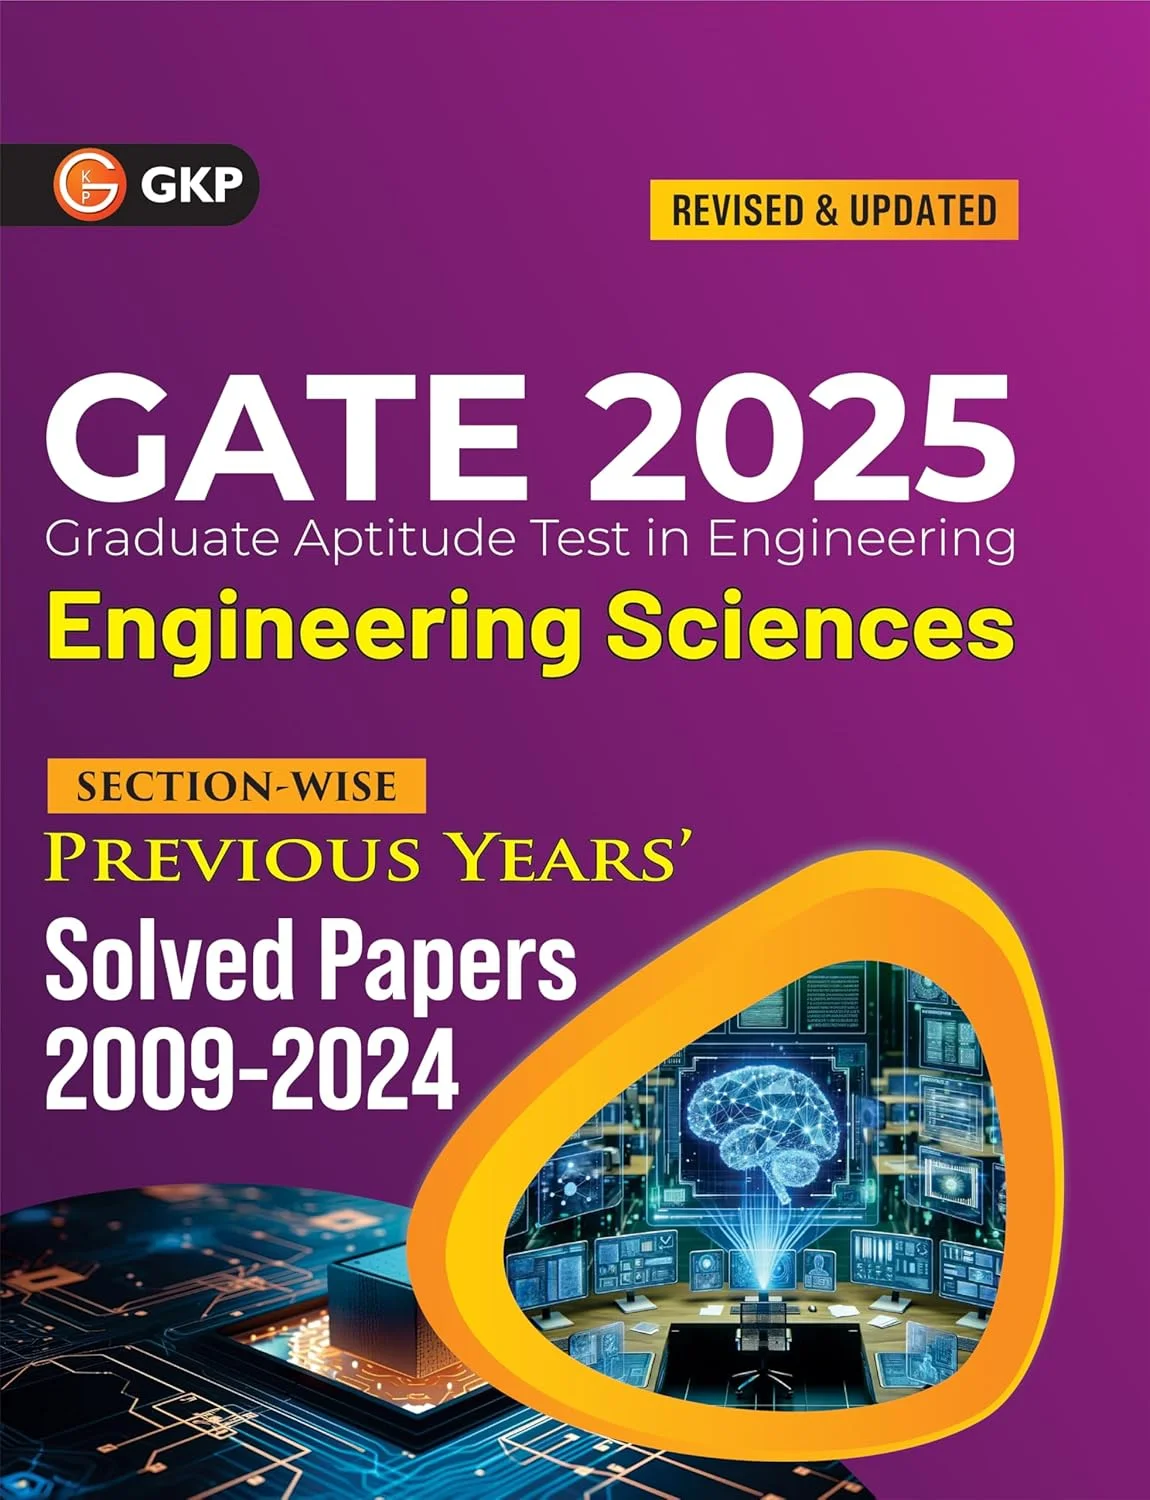 GKP
GKP
REVISED & UPDATED
GATE 2025
Graduate Aptitude Test in Engineering
Engineering Sciences
SECTION-WISE
PREVIOUS YEARS'
Solved Papers
2009-2024